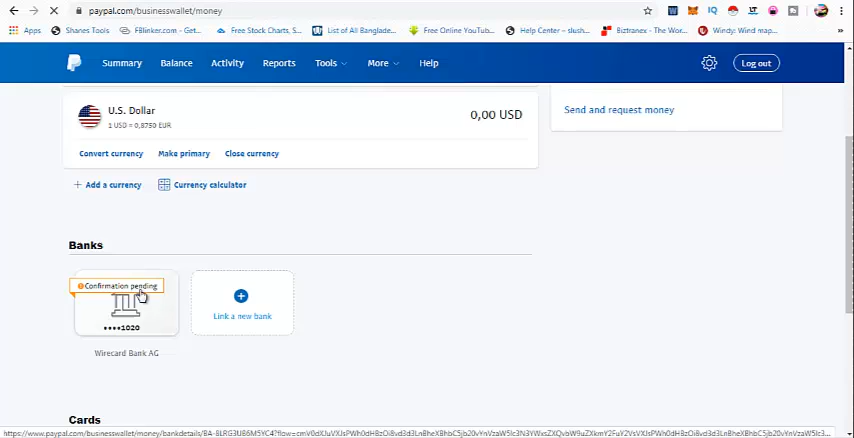 paypal.com/businesswallet/money
Apps Shares Tools FBlinker.com - Get... Free Stock Charts, S... List of All Banglade... Free Online YouTub... Help Center – slush... Biztranex - The Wor... Windy: Wind map... »
Summary Balance Activity Reports Tools More Help Log out
U.S. Dollar
1 USD = 0,8750 EUR
0,00 USD
Send and request money
Convert currency Make primary Close currency
Add a currency Currency calculator
Banks
Confirmation pending
••••1020
Link a new bank
Wirecard Bank AG
Cards